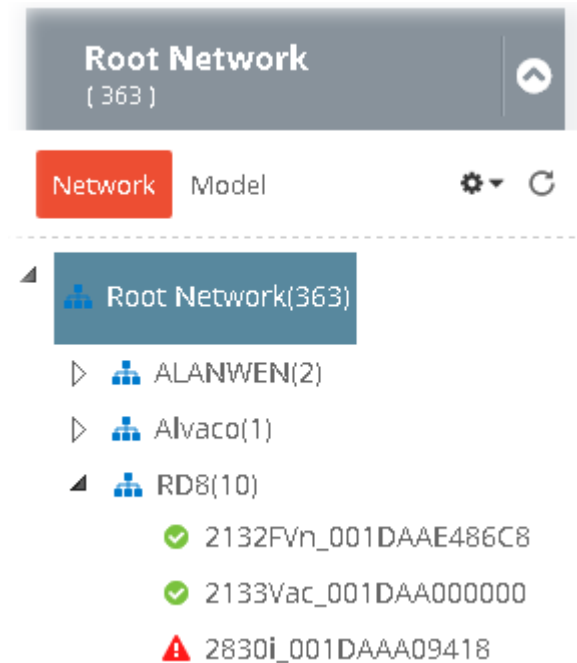 Root Network
( 363 )
Network Model
Root Network(363)
ALANWEN(2)
Alvaco(1)
RD8(10)
2132FVn_001DAAE486C8
2133Vac_001DAA000000
2830i_001DAAA09418